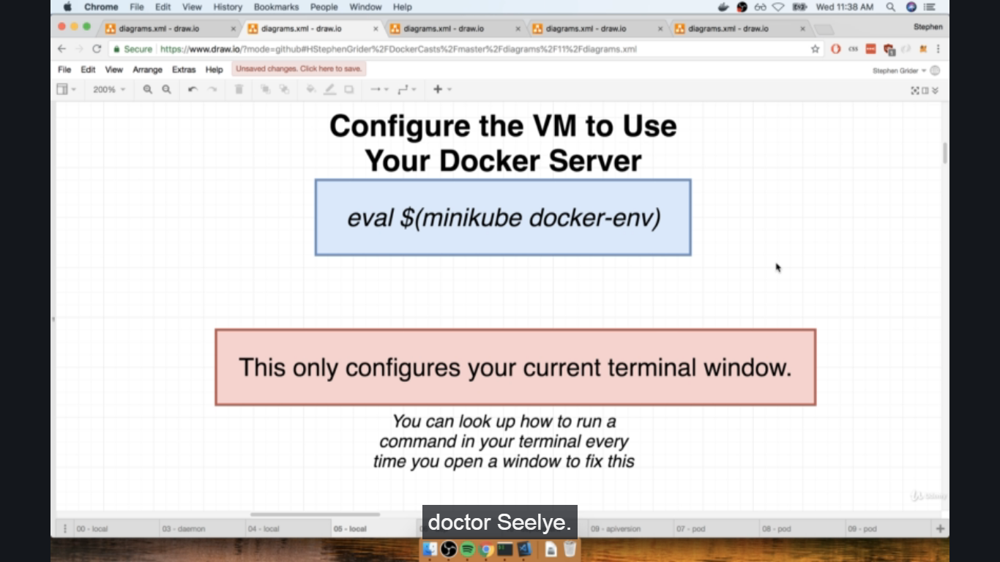 Chrome File Edit View History Bookmarks People Window Help Wed 11:38 AM
diagrams.xml - draw.io diagrams.xml - draw.io diagrams.xml - draw.io diagrams.xml - draw.io diagrams.xml - draw.io Stephen
Secure https://www.draw.io/?mode=github#HStephenGrider%2FDockerCasts%2Fmaster%2Fdiagrams%2F11%2Fdiagrams.xml
File Edit View Arrange Extras Help Unsaved changes. Click here to save. Stephen Grider
200%
Configure the VM to Use
Your Docker Server
eval $(minikube docker-env)
This only configures your current terminal window.
You can look up how to run a
command in your terminal every
time you open a window to fix this
Udemy
doctor Seelye.
00 - local 03 - daemon 04 - local 05 - local 09 - apiversion 07 - pod 08 - pod 09 - pod